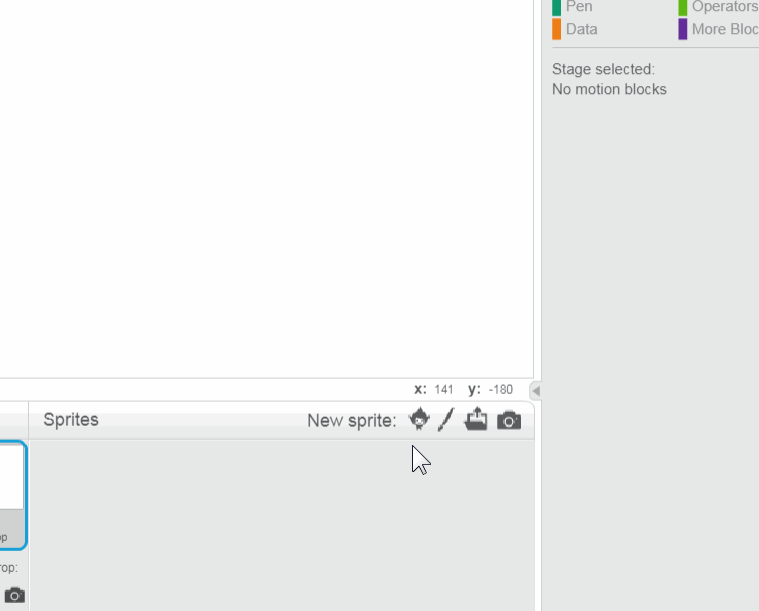 Pen Operators
Data More Bloc
Stage selected:
No motion blocks
x: 141 y: -180
Sprites New sprite:
op
rop: